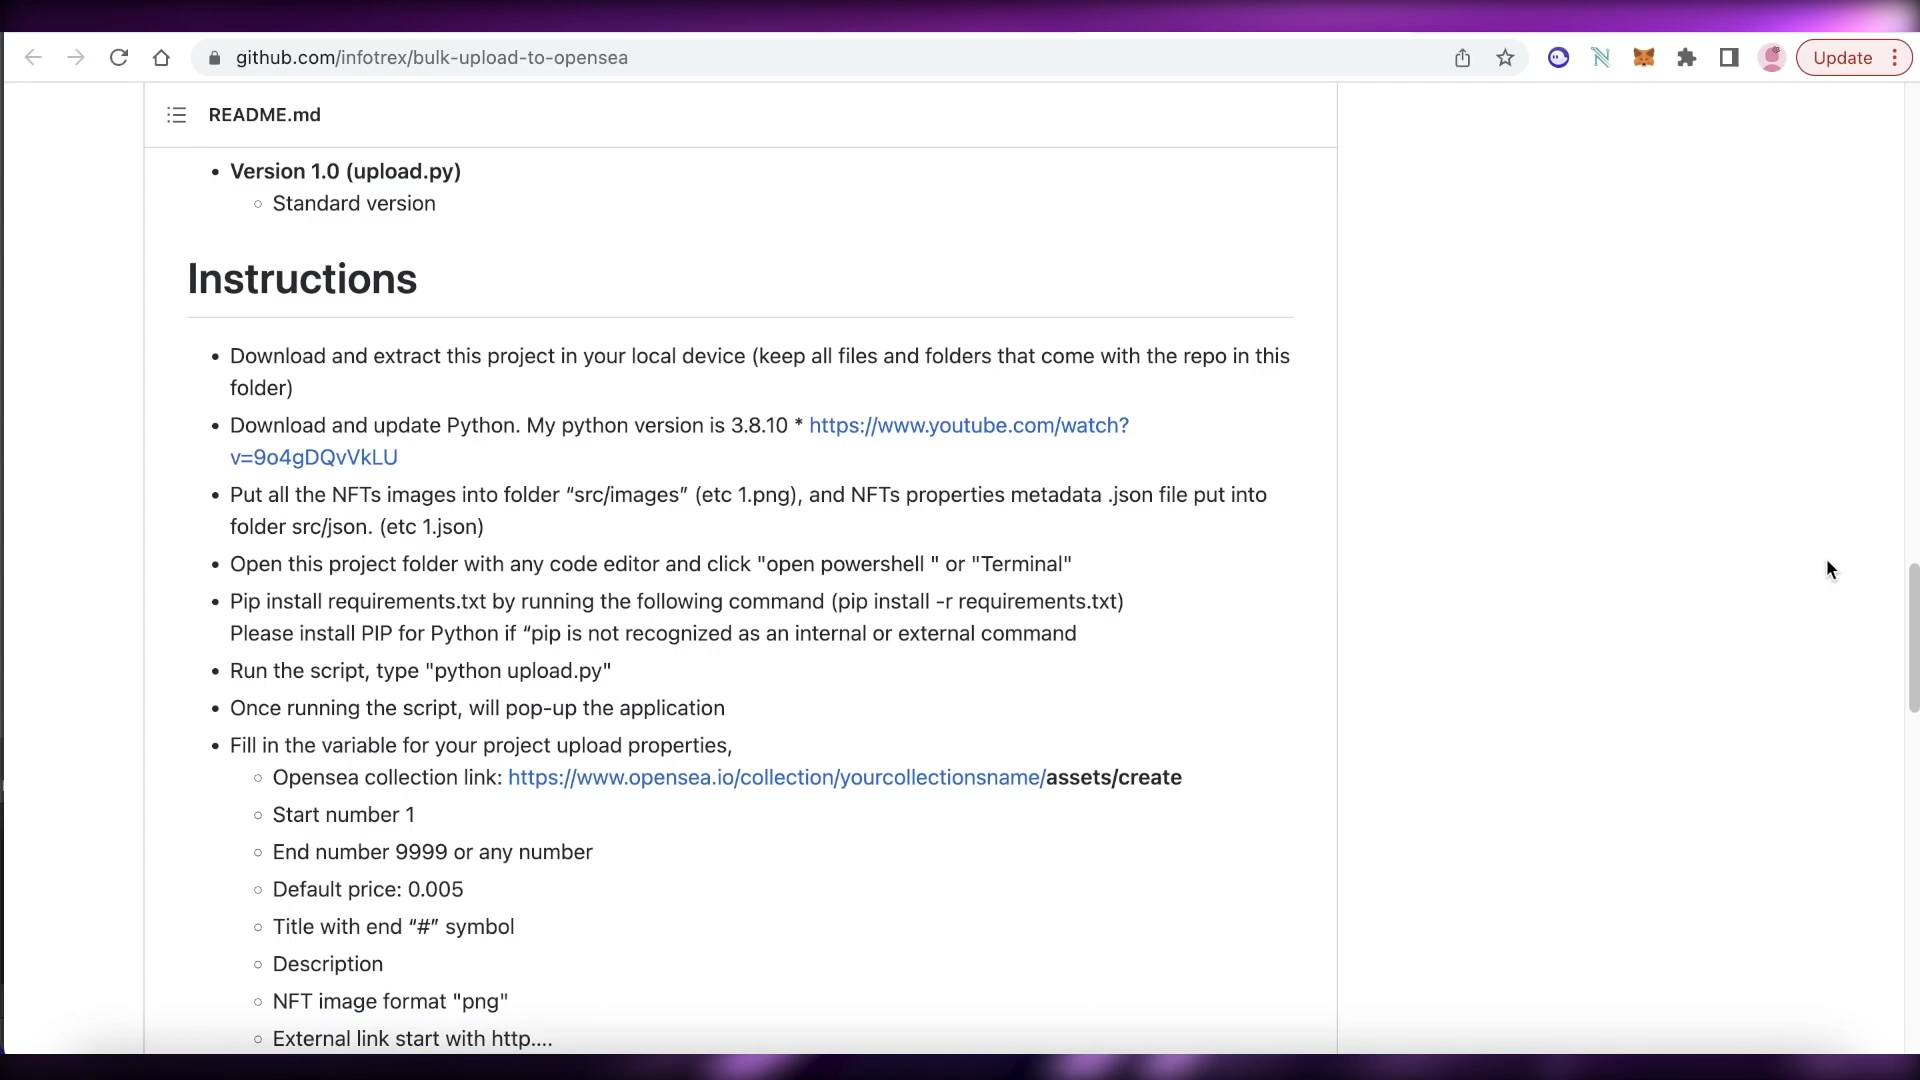 github.com/infotrex/bulk-upload-to-opensea
Update
README.md
• Version 1.0 (upload.py)
○ Standard version
Instructions
• Download and extract this project in your local device (keep all files and folders that come with the repo in this
folder)
• Download and update Python. My python version is 3.8.10 * https://www.youtube.com/watch?
v=9o4gDQvVkLU
• Put all the NFTs images into folder “src/images” (etc 1.png), and NFTs properties metadata .json file put into
folder src/json. (etc 1.json)
• Open this project folder with any code editor and click "open powershell " or "Terminal"
• Pip install requirements.txt by running the following command (pip install -r requirements.txt)
Please install PIP for Python if “pip is not recognized as an internal or external command
• Run the script, type "python upload.py"
• Once running the script, will pop-up the application
• Fill in the variable for your project upload properties,
○ Opensea collection link: https://www.opensea.io/collection/yourcollectionsname/assets/create
○ Start number 1
○ End number 9999 or any number
○ Default price: 0.005
○ Title with end “#” symbol
○ Description
○ NFT image format "png"
○ External link start with http....